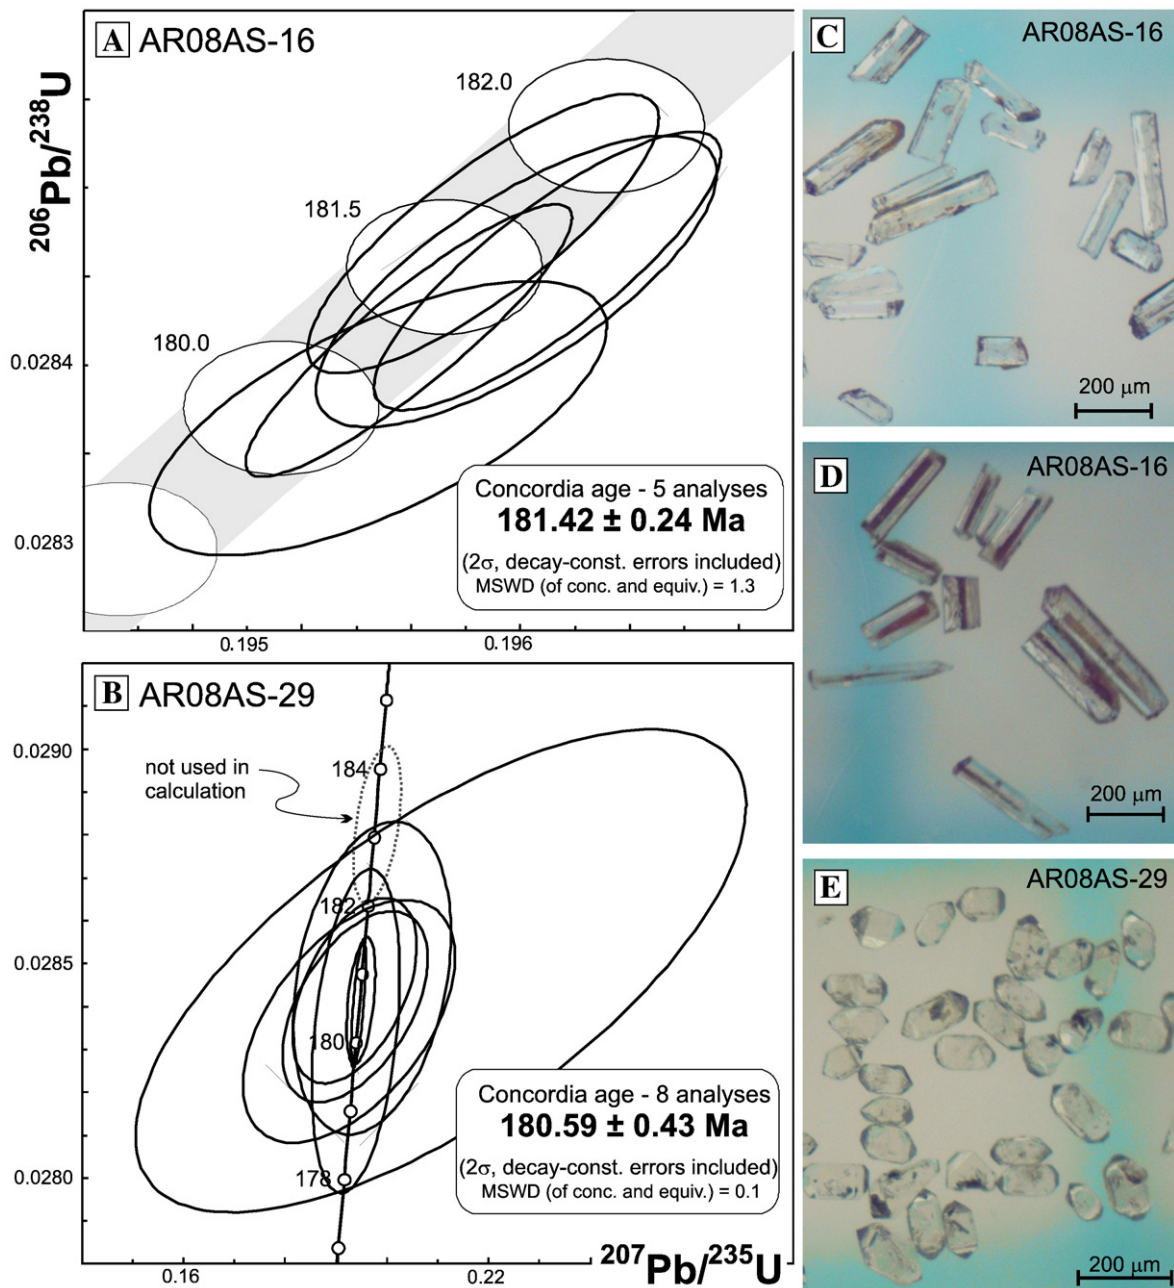 A AR08AS-16
206Pb/238U
182.0
181.5
180.0
0.0284
0.0283
Concordia age - 5 analyses
181.42 ± 0.24 Ma
(2σ, decay-const. errors included)
MSWD (of conc. and equiv.) = 1.3
0.195
0.196
B AR08AS-29
0.0290
not used in
calculation
184
182
0.0285
180
Concordia age - 8 analyses
180.59 ± 0.43 Ma
(2σ, decay-const. errors included)
MSWD (of conc. and equiv.) = 0.1
0.0280
178
0.16
0.22
207Pb/235U
C AR08AS-16
200 μm
D AR08AS-16
200 μm
E AR08AS-29
200 μm